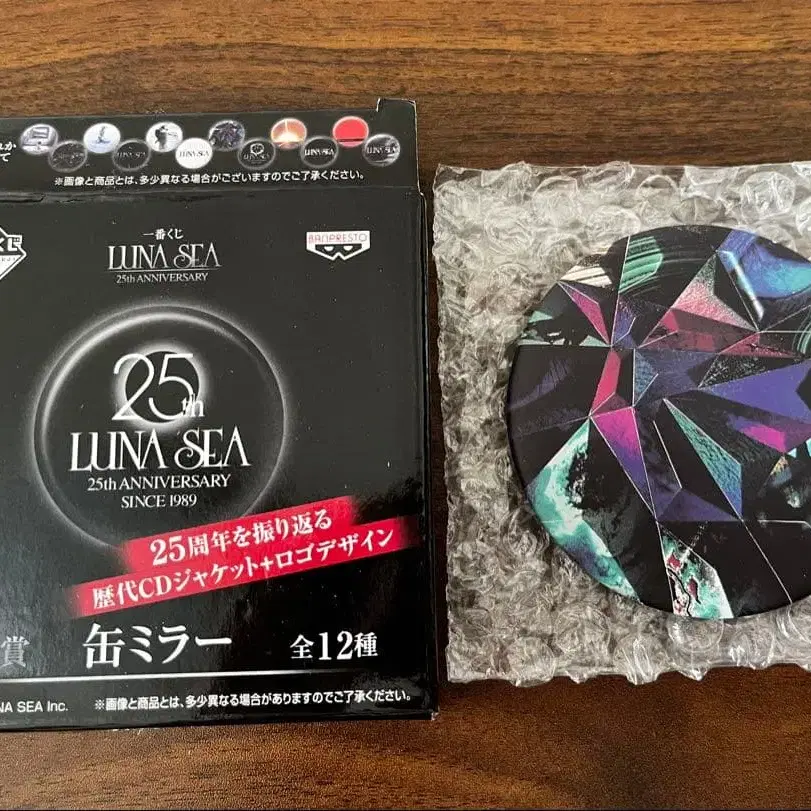 ※画像と商品とは、多少異なる場合がございますのでご了承ください。
一番くじ
LUNA SEA
25th ANNIVERSARY
BANPRESTO
25th
LUNA SEA
25th ANNIVERSARY
SINCE 1989
25周年を振り返る
歴代CDジャケット+ロゴデザイン
賞 缶ミラー 全12種
NA SEA Inc. ※画像と商品とは、多少異なる場合がありますのでご了承ください。